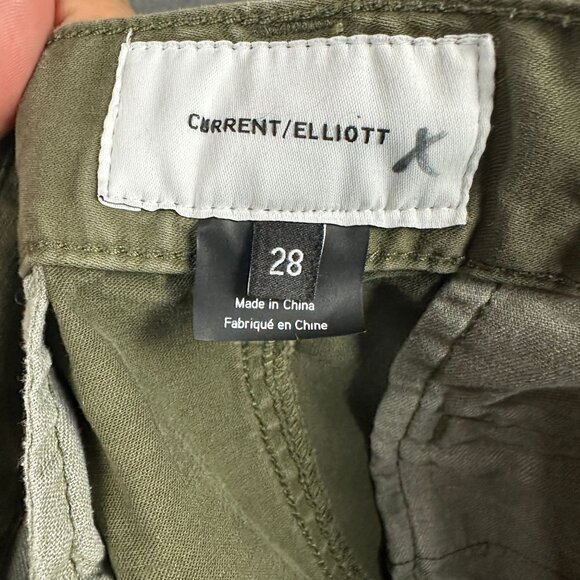 CURRENT/ELLIOTT
28
Made in China
Fabriqué en Chine